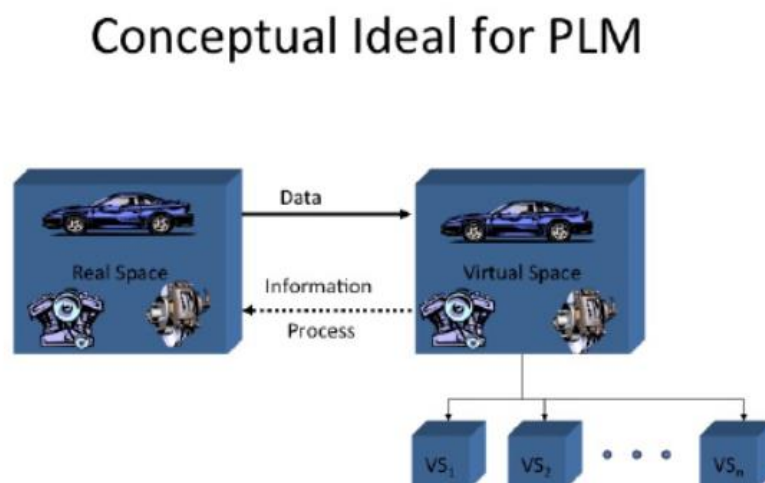 Conceptual Ideal for PLM
Data
Real Space
Virtual Space
Information
Process
VS₁
VS₂
VSₙ